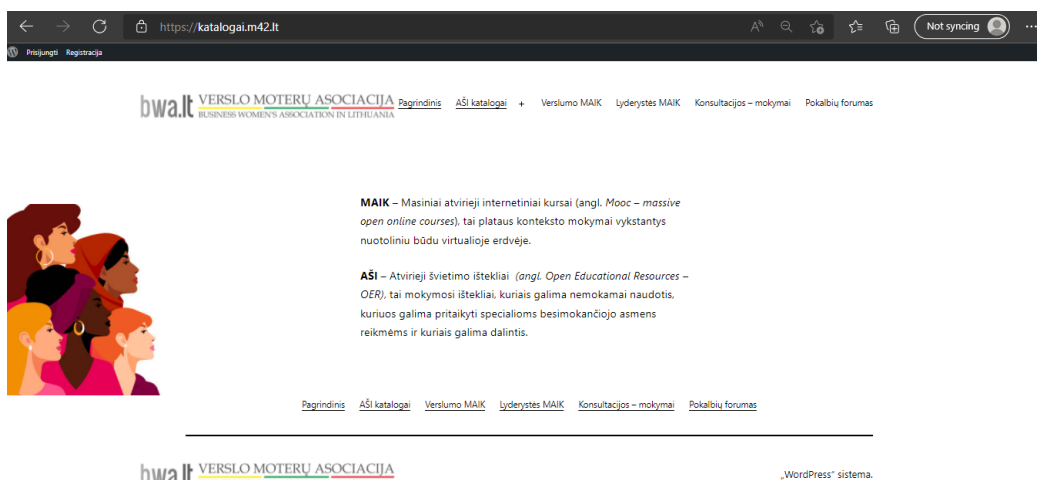 https://katalogai.m42.lt
Not syncing
Prisijungti Registracija
bwa.lt VERSLO MOTERŲ ASOCIACIJA
BUSINESS WOMEN'S ASSOCIATION IN LITHUANIA
Pagrindinis AŠI katalogai + Verslumo MAIK Lyderystės MAIK Konsultacijos – mokymai Pokalbių forumas
MAIK – Masiniai atvirieji internetiniai kursai (angl. Mooc – massive
open online courses), tai plataus konteksto mokymai vykstantys
nuotoliniu būdu virtualioje erdvėje.
AŠI – Atvirieji švietimo ištekliai (angl. Open Educational Resources –
OER), tai mokymosi ištekliai, kuriais galima nemokamai naudotis,
kuriuos galima pritaikyti specialioms besimokančiojo asmens
reikmėms ir kuriais galima dalintis.
Pagrindinis AŠI katalogai Verslumo MAIK Lyderystės MAIK Konsultacijos – mokymai Pokalbių forumas
bwa.lt VERSLO MOTERŲ ASOCIACIJA
„WordPress“ sistema.